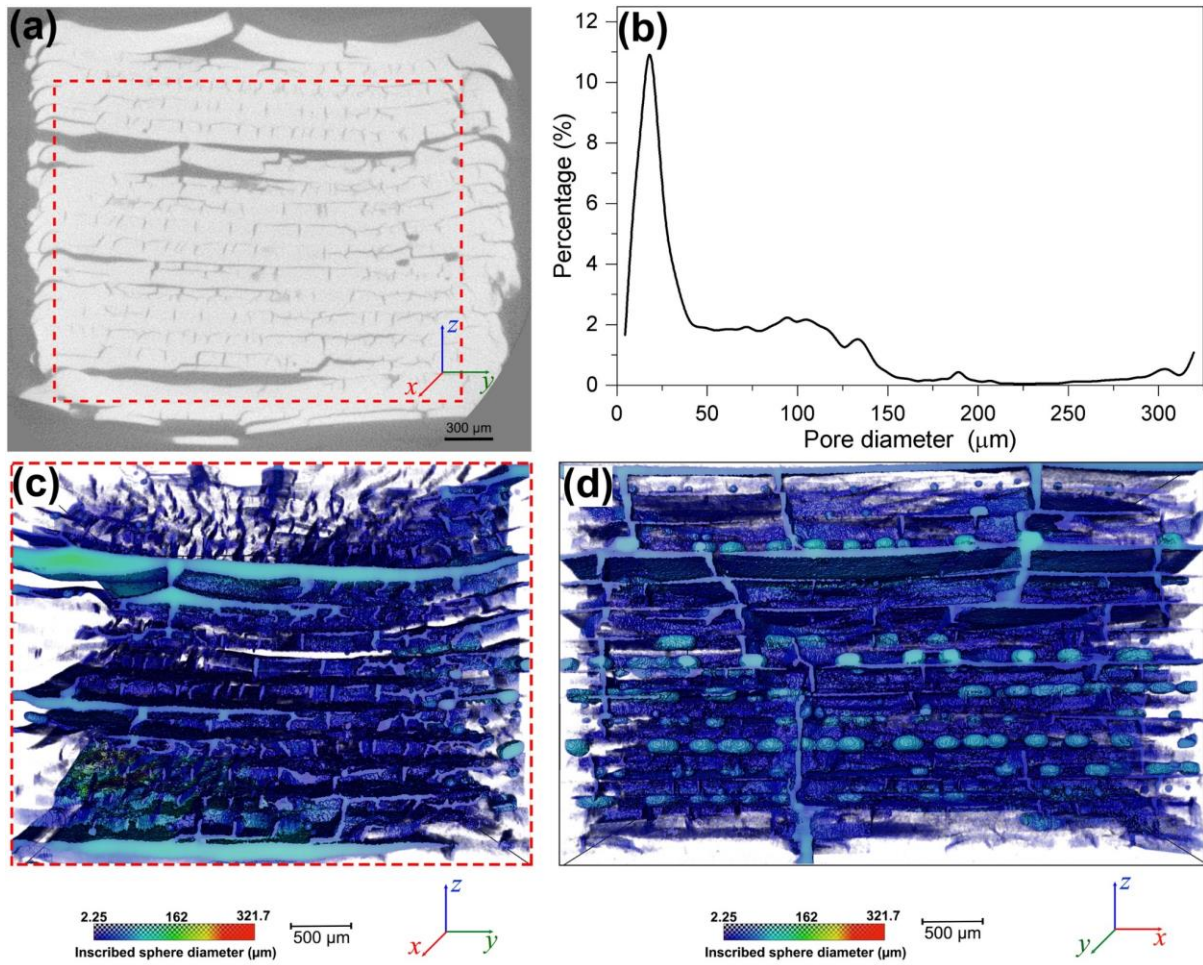 (a)
z
x
y
300 µm
(b)
12
10
8
6
4
2
0
Percentage (%)
0 50 100 150 200 250 300
Pore diameter (µm)
(c)
(d)
2.25 162 321.7
Inscribed sphere diameter (µm)
500 µm
z
x
y
2.25 162 321.7
Inscribed sphere diameter (µm)
500 µm
z
y
x